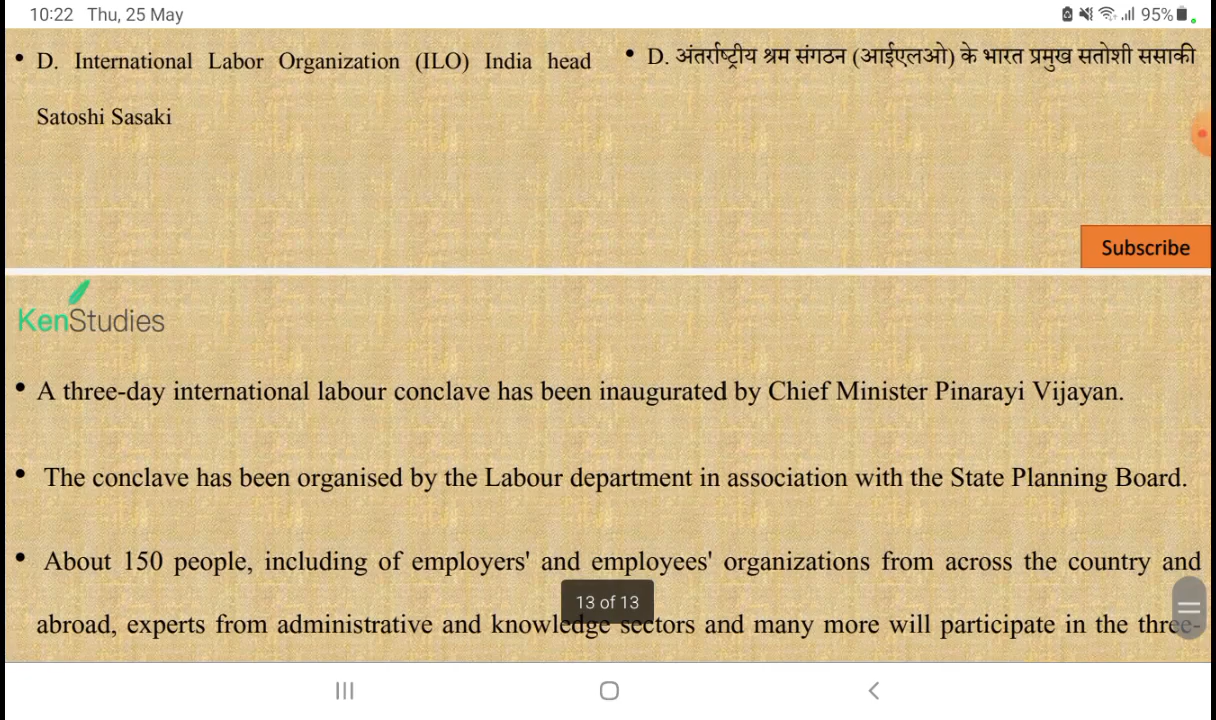 10:22 Thu, 25 May 95%
• D. International Labor Organization (ILO) India head
Satoshi Sasaki
• D. अंतर्राष्ट्रीय श्रम संगठन (आईएलओ) के भारत प्रमुख सतोशी ससाकी
Subscribe
KenStudies
• A three-day international labour conclave has been inaugurated by Chief Minister Pinarayi Vijayan.
• The conclave has been organised by the Labour department in association with the State Planning Board.
• About 150 people, including of employers' and employees' organizations from across the country and
13 of 13
abroad, experts from administrative and knowledge sectors and many more will participate in the three-